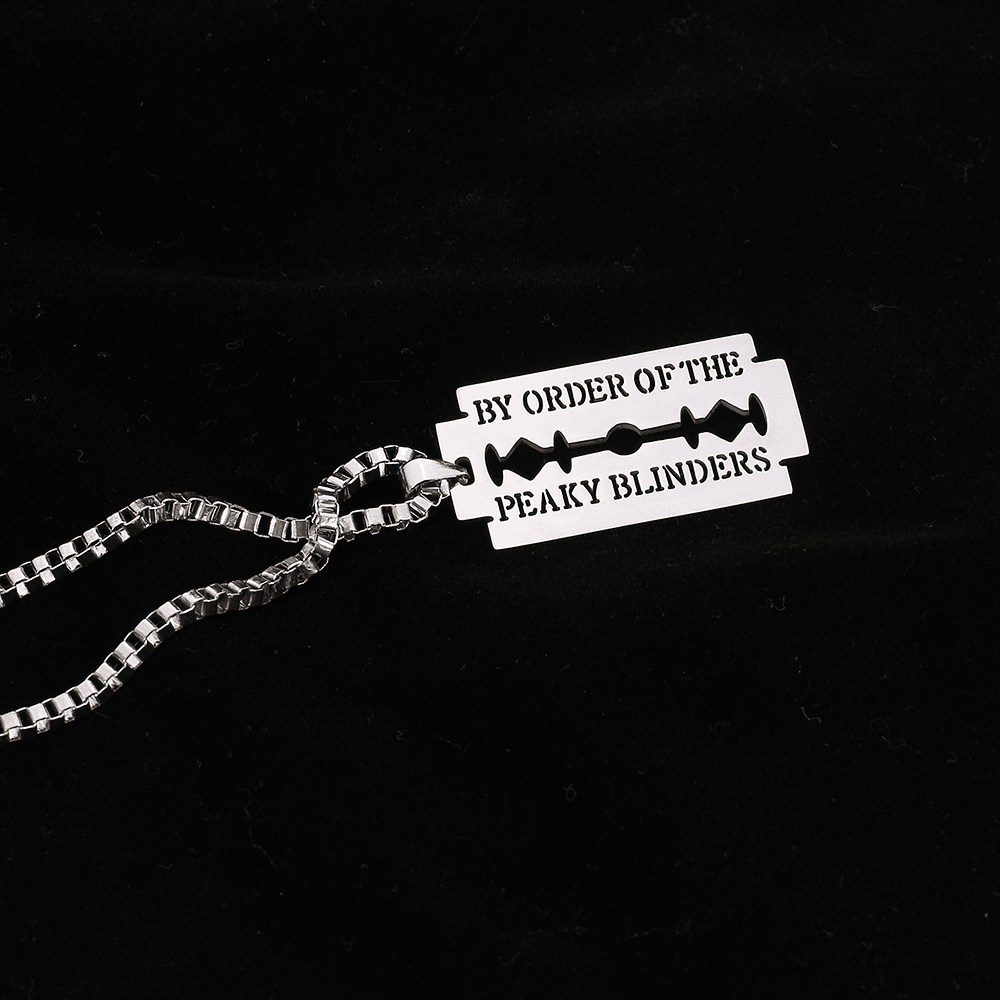 BY ORDER OF THE
PEAKY BLINDERS